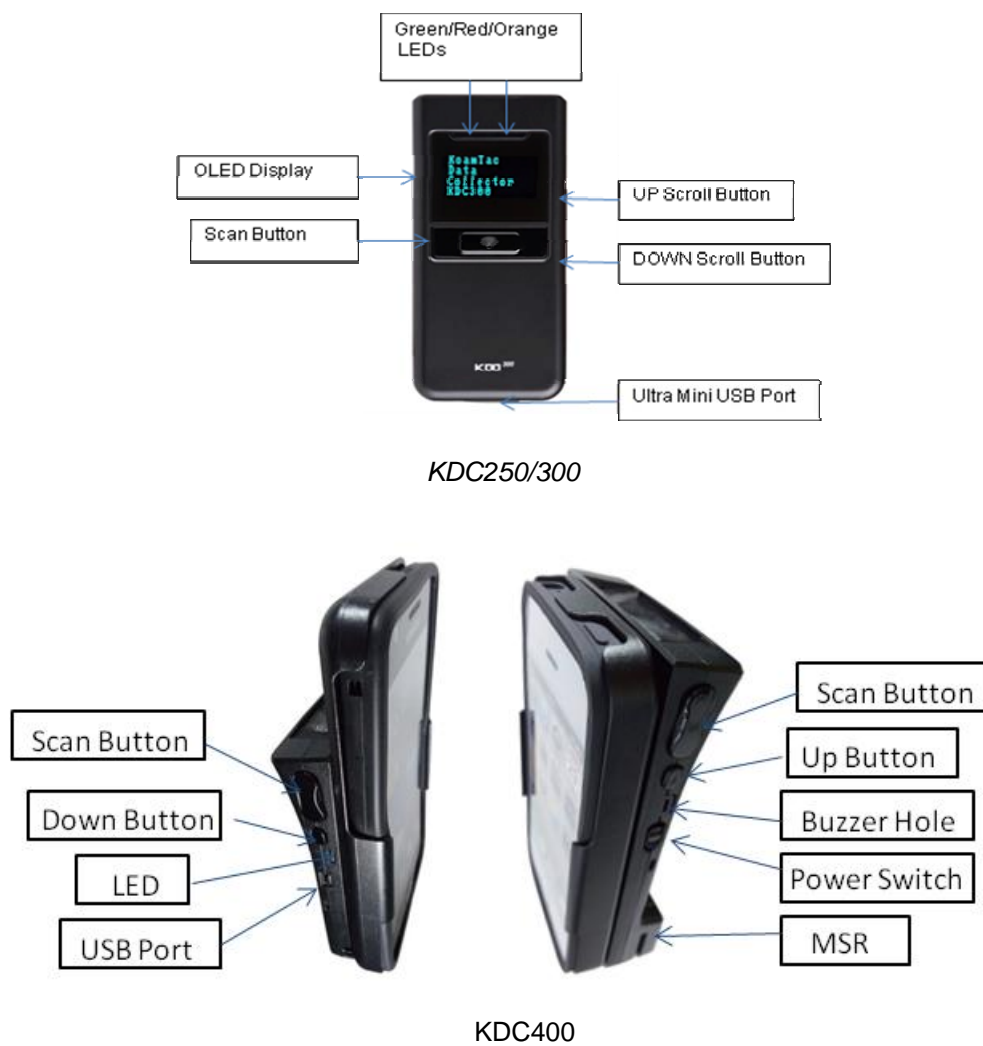 Green/Red/Orange
LEDs
OLED Display
KoamTac
Data
Collector
KDC300
UP Scroll Button
Scan Button
DOWN Scroll Button
Ultra Mini USB Port
KDC250/300
Scan Button
Down Button
LED
USB Port
Scan Button
Up Button
Buzzer Hole
Power Switch
MSR
KDC400